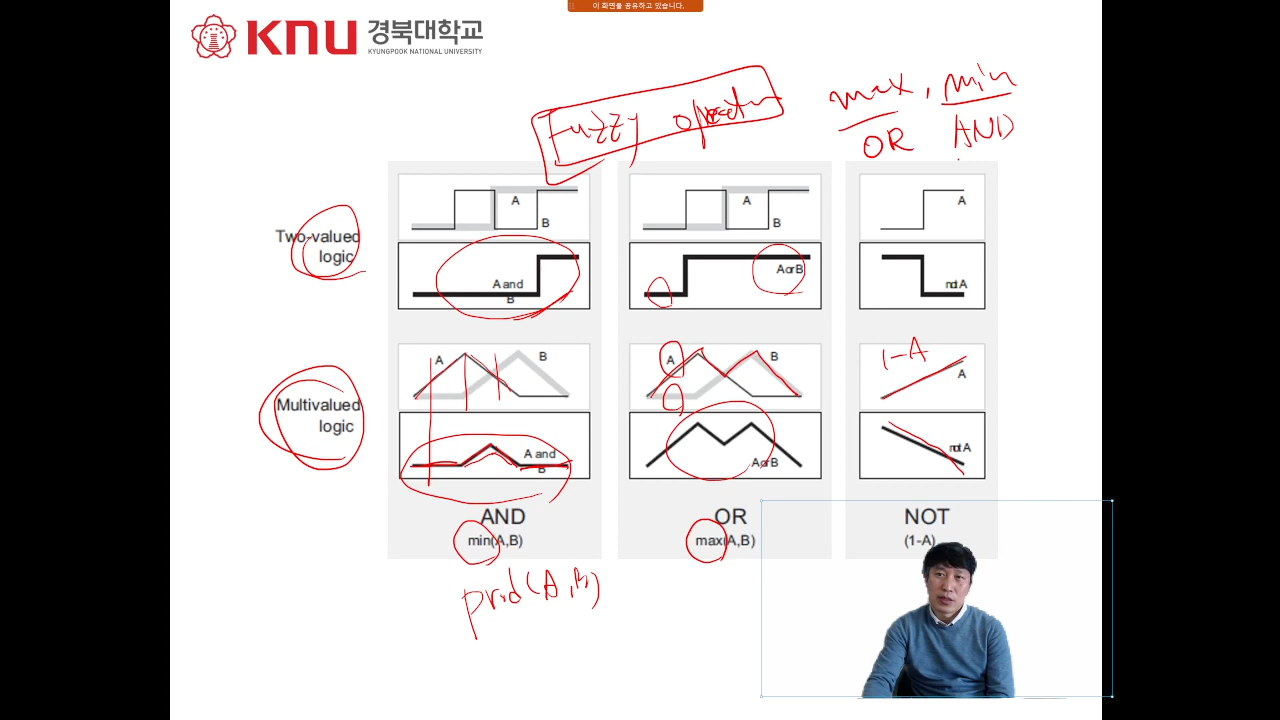 이 화면을 공유하고 있습니다.
KNU 경북대학교
KYUNGPOOK NATIONAL UNIVERSITY
Fuzzy
max, min
OR AND
Two-valued
logic
A
B
A and
B
A
B
A or B
A
not A
Multivalued
logic
A
B
A and
B
A
B
A or B
1-A
A
not A
AND
min(A,B)
OR
max(A,B)
NOT
(1-A)
prod(A,B)